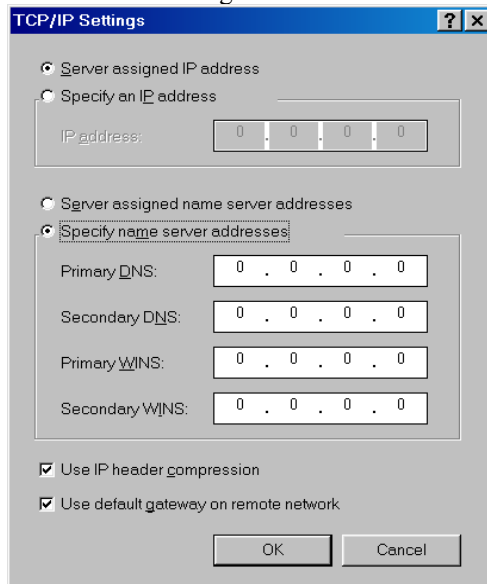 TCP/IP Settings
Server assigned IP address
Specify an IP address
IP address: 0 . 0 . 0 . 0
Server assigned name server addresses
Specify name server addresses
Primary DNS: 0 . 0 . 0 . 0
Secondary DNS: 0 . 0 . 0 . 0
Primary WINS: 0 . 0 . 0 . 0
Secondary WINS: 0 . 0 . 0 . 0
Use IP header compression
Use default gateway on remote network
OK Cancel